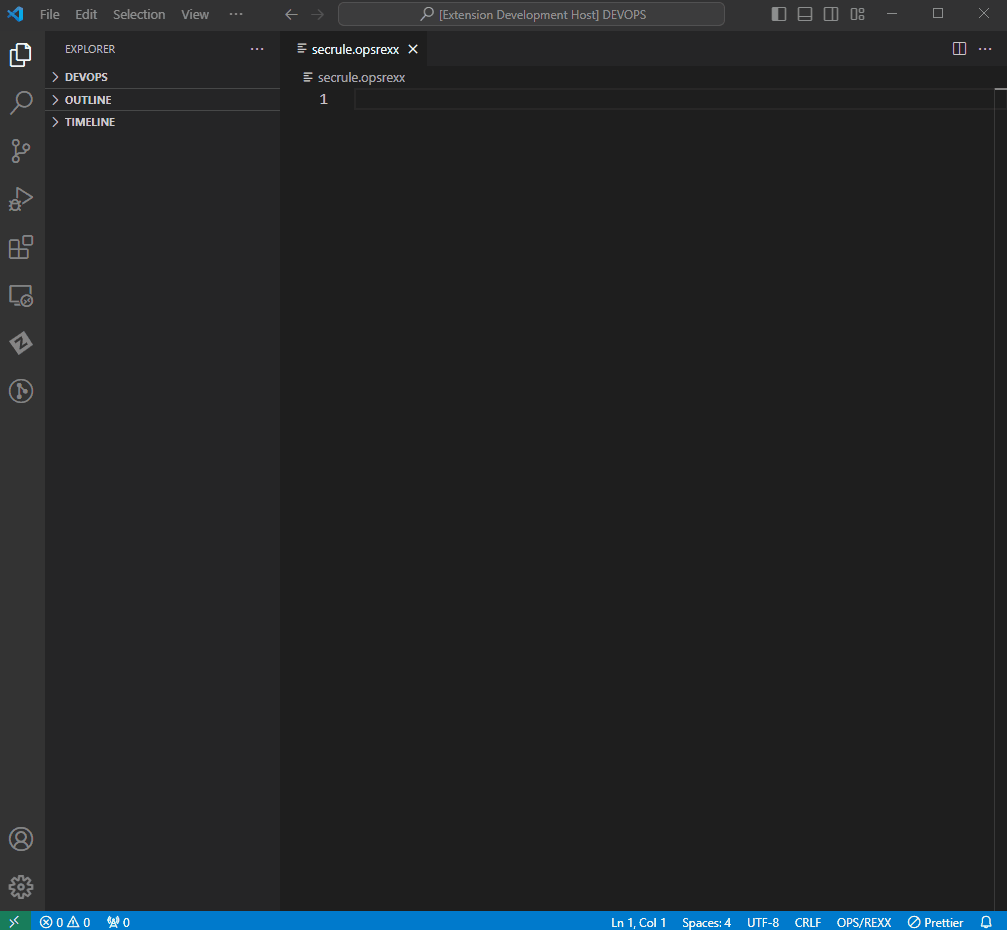 File Edit Selection View ··· [Extension Development Host] DEVOPS
EXPLORER ···
DEVOPS
OUTLINE
TIMELINE
secrule.opsrexx
secrule.opsrexx
1
0 0 0 Ln 1, Col 1 Spaces: 4 UTF-8 CRLF OPS/REXX Prettier